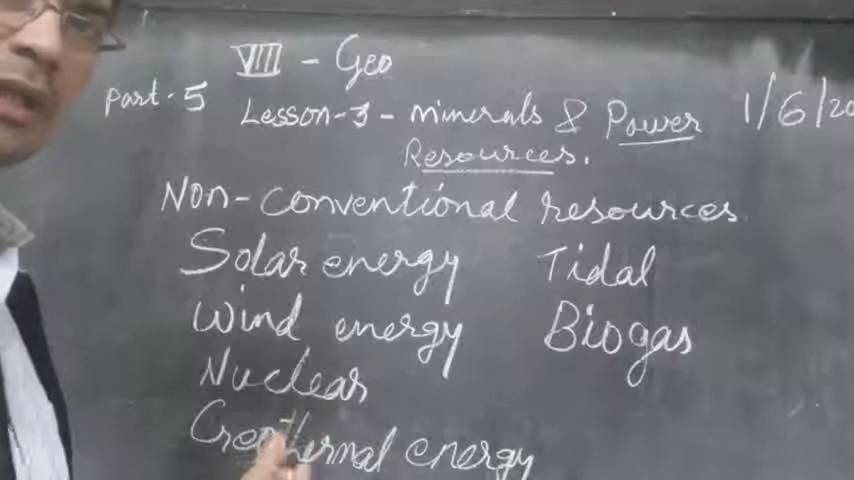 VIII - Geo
Part-5
Lesson-3 - Minerals & Power
Resources.
1/6/20
Non-conventional resources
Solar energy
Tidal
Wind energy
Biogas
Nuclear
energy